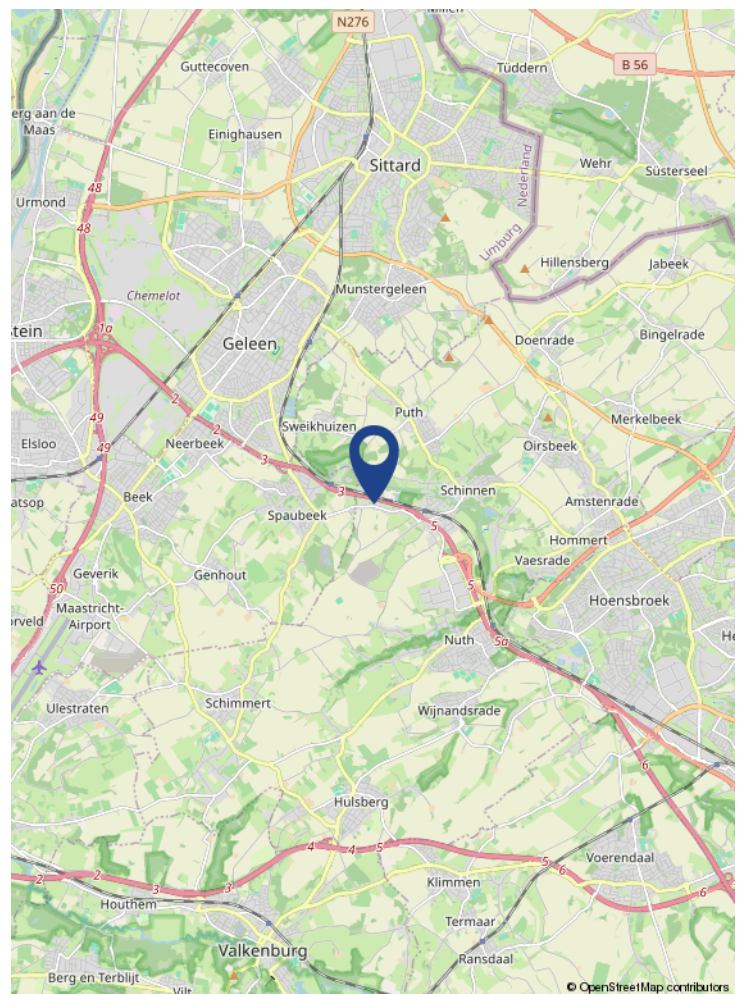 Millen
N276
Guttecoven
Tüddern
B 56
erg aan de
Maas
Einighausen
Sittard
Wehr
Süsterseel
Nederland
48
Urmond
48
Limburg
Hillensberg
Jabeek
Chemelot
Munstergeleen
Stein
1a
Geleen
Doenrade
Bingelrade
2
49
2
Puth
Merkelbeek
Sweikhuizen
Elsloo
49
Neerbeek
Oirsbeek
3
3
Schinnen
Beek
Amstenrade
atsop
Spaubeek
5
Hommert
Vaesrade
Geverik
Genhout
50
5
Hoensbroek
Maastricht-
Airport
orveld
Nuth
5a
He
Schimmert
Ulestraten
Wijnandsrade
6
Hulsberg
4
4
5
5
6
Voerendaal
2
2
3
3
Klimmen
6
Houthem
Termaar
Valkenburg
Ransdaal
Berg en Terblijt
Vilt
© OpenStreetMap contributors